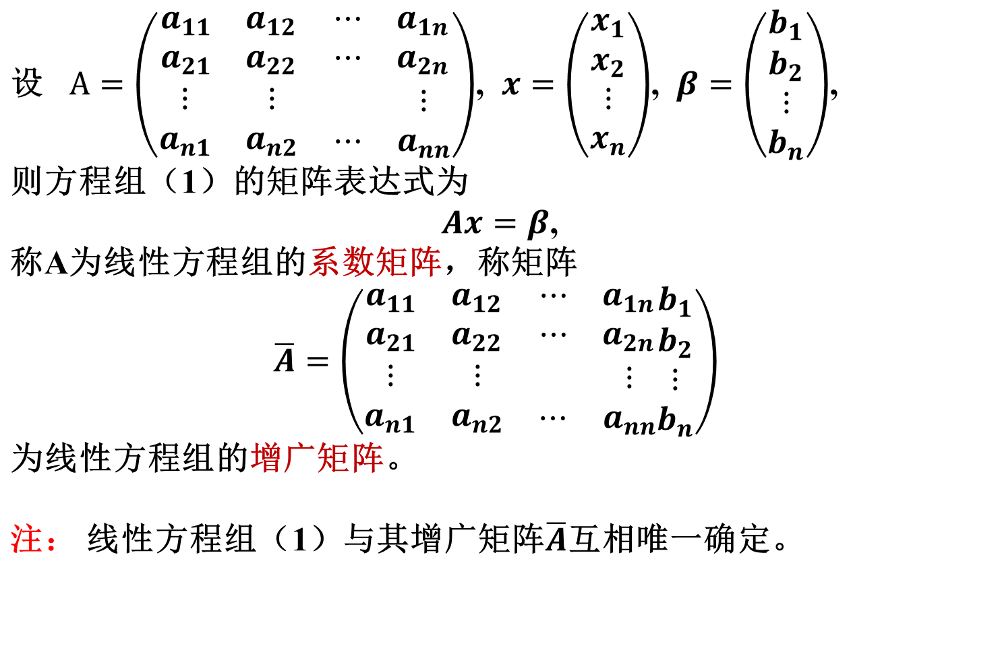 设 A = \begin{pmatrix} a_{11} & a_{12} & \cdots & a_{1n} \\ a_{21} & a_{22} & \cdots & a_{2n} \\ \vdots & \vdots & & \vdots \\ a_{n1} & a_{n2} & \cdots & a_{nn} \end{pmatrix}, x = \begin{pmatrix} x_1 \\ x_2 \\ \vdots \\ x_n \end{pmatrix}, β = \begin{pmatrix} b_1 \\ b_2 \\ \vdots \\ b_n \end{pmatrix},
则方程组（1）的矩阵表达式为
Ax = β,
称A为线性方程组的系数矩阵，称矩阵
\overline{A} = \begin{pmatrix} a_{11} & a_{12} & \cdots & a_{1n} & b_1 \\ a_{21} & a_{22} & \cdots & a_{2n} & b_2 \\ \vdots & \vdots & & \vdots & \vdots \\ a_{n1} & a_{n2} & \cdots & a_{nn} & b_n \end{pmatrix}
为线性方程组的增广矩阵。
注： 线性方程组（1）与其增广矩阵\overline{A}互相唯一确定。